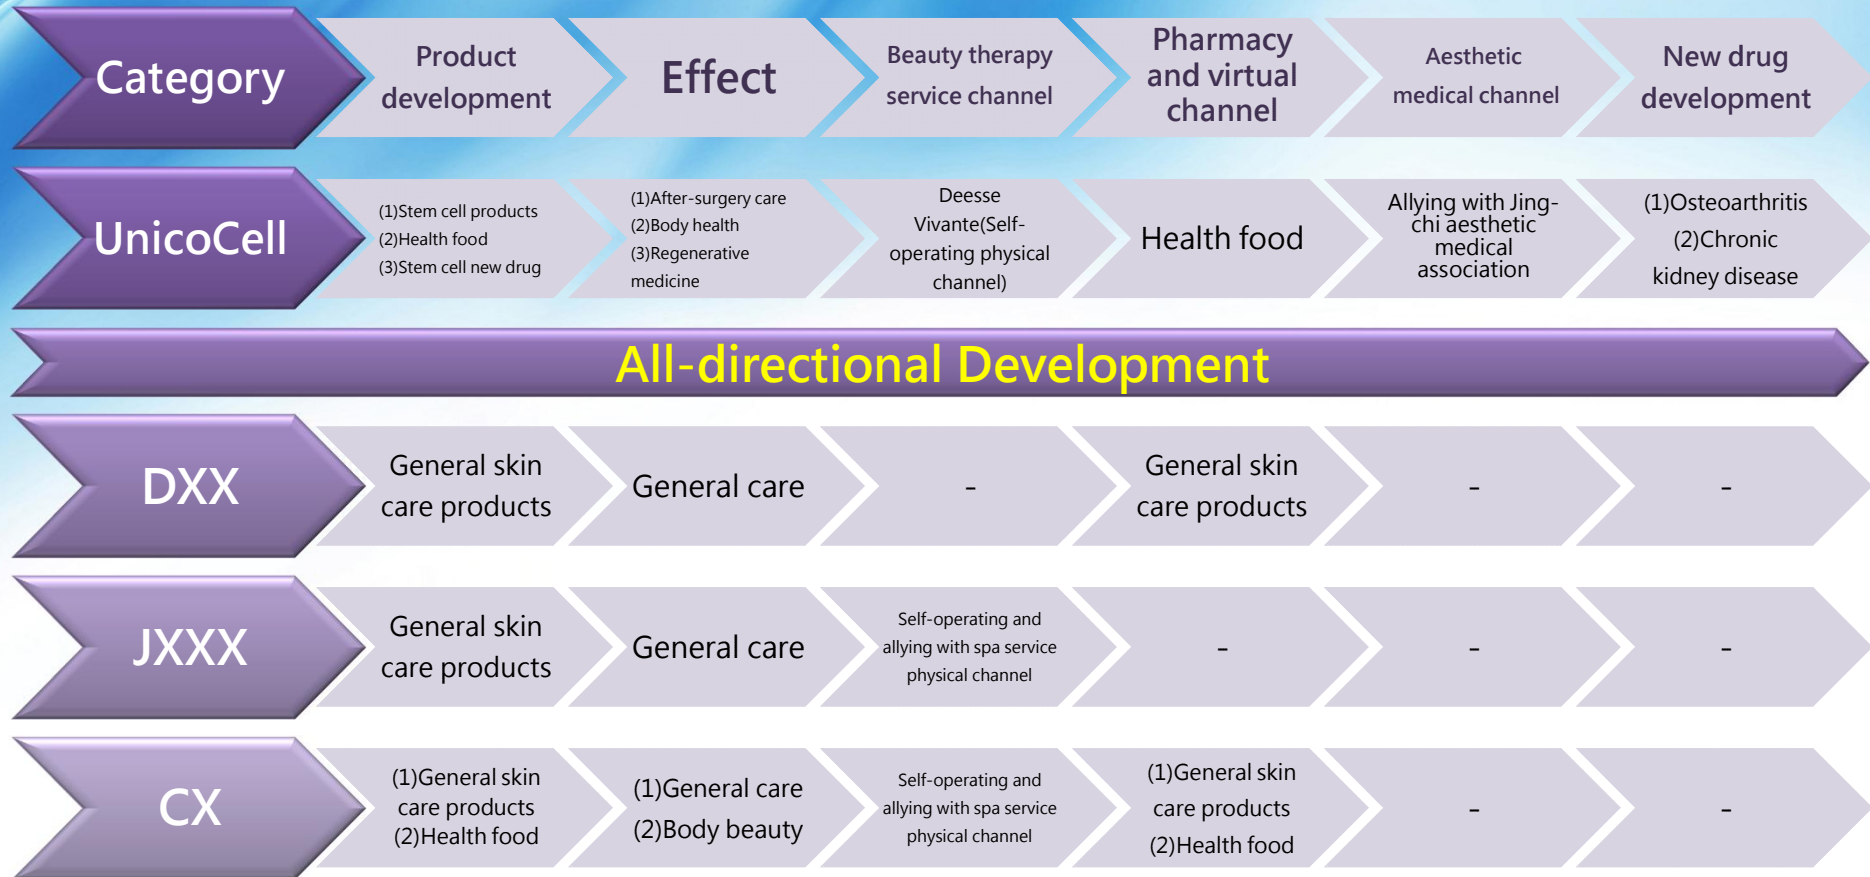 Category
Product
development
Effect
Beauty therapy
service channel
Pharmacy
and virtual
channel
Aesthetic
medical channel
New drug
development
UnicoCell
(1)Stem cell products
(2)Health food
(3)Stem cell new drug
(1)After-surgery care
(2)Body health
(3)Regenerative
medicine
Deesse
Vivante(Self-
operating physical
channel)
Health food
Allying with Jing-
chi aesthetic
medical
association
(1)Osteoarthritis
(2)Chronic
kidney disease
All-directional Development
DXX
General skin
care products
General care
-
General skin
care products
-
-
JXXX
General skin
care products
General care
Self-operating and
allying with spa service
physical channel
-
-
-
CX
(1)General skin
care products
(2)Health food
(1)General care
(2)Body beauty
Self-operating and
allying with spa service
physical channel
(1)General skin
care products
(2)Health food
-
-